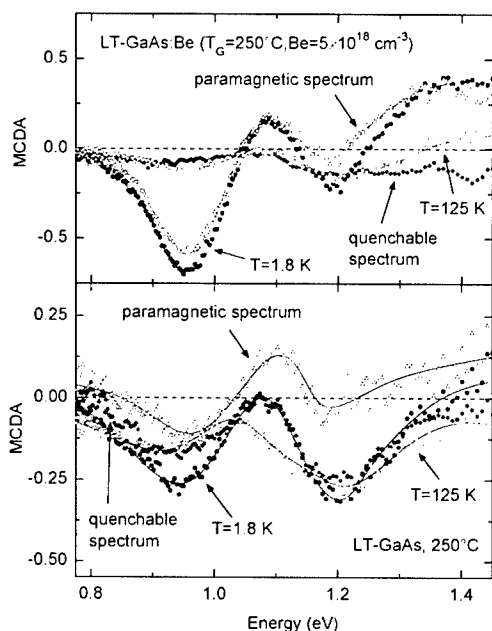 LT-GaAs:Be (T_G=250°C,Be=5·10^18 cm^-3)
0.5
paramagnetic spectrum
MCDA
0.0
T=125 K
quenchable
spectrum
-0.5
T=1.8 K
0.25
paramagnetic spectrum
MCDA
0.00
-0.25
quenchable
spectrum
T=1.8 K
T=125 K
-0.50
LT-GaAs, 250°C
0.8 1.0 1.2 1.4
Energy (eV)